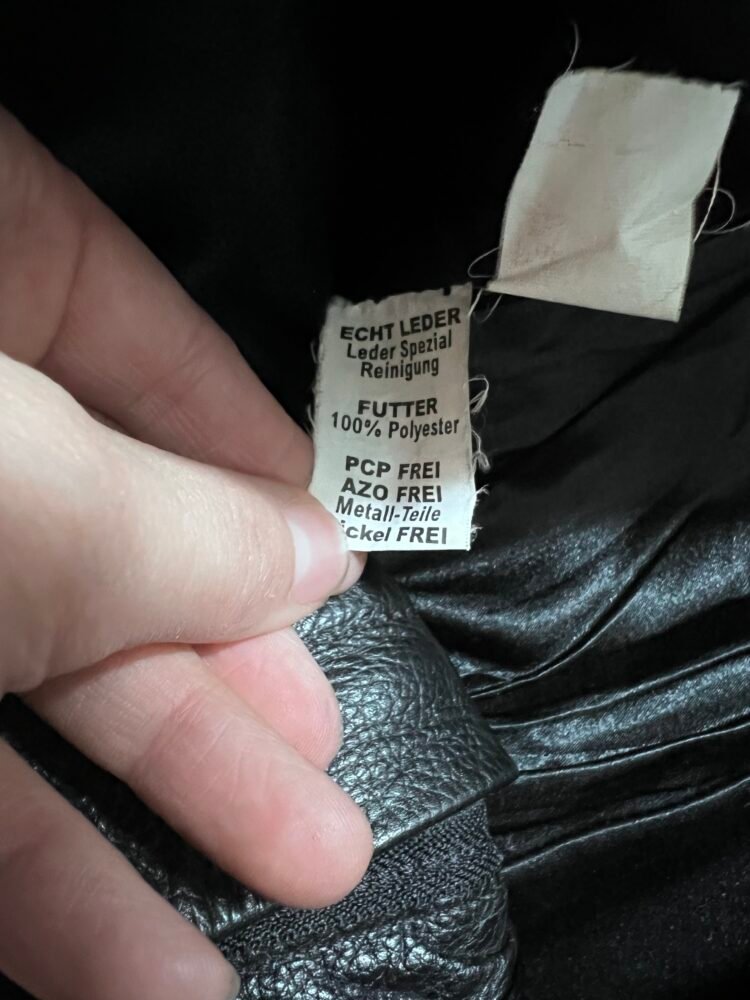 ECHT LEDER
Leder Spezial
Reinigung
FUTTER
100% Polyester
PCP FREI
AZO FREI
Metall-Teile
ickel FREI